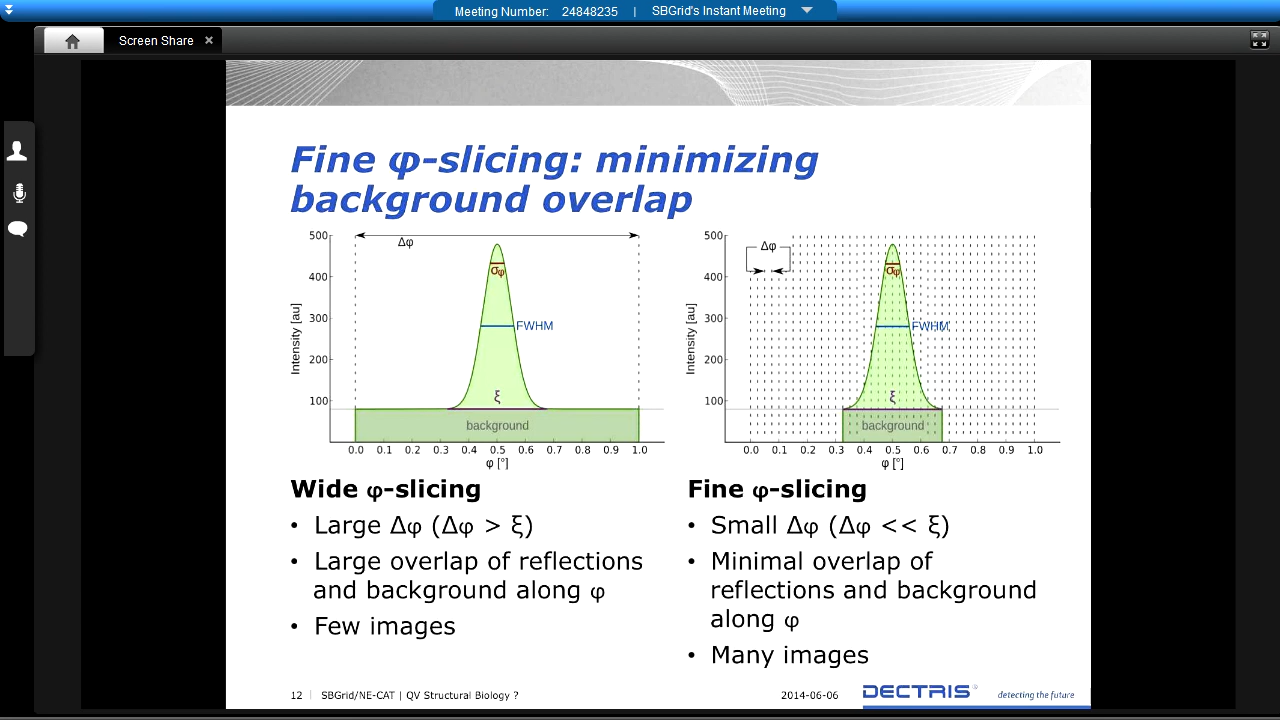 Meeting Number: 24848235 | SBGrid's Instant Meeting
Screen Share ×
Fine φ-slicing: minimizing
background overlap
500
400
300
200
100
Intensity [au]
Δφ
σφ
FWHM
ξ
background
0.0 0.1 0.2 0.3 0.4 0.5 0.6 0.7 0.8 0.9 1.0
φ [°]
500
400
300
200
100
Intensity [au]
Δφ
σφ
FWHM
ξ
background
0.0 0.1 0.2 0.3 0.4 0.5 0.6 0.7 0.8 0.9 1.0
φ [°]
Wide φ-slicing
• Large Δφ (Δφ > ξ)
• Large overlap of reflections
and background along φ
• Few images
Fine φ-slicing
• Small Δφ (Δφ << ξ)
• Minimal overlap of
reflections and background
along φ
• Many images
12 | SBGrid/NE-CAT | QV Structural Biology ?
2014-06-06
DECTRIS®
detecting the future